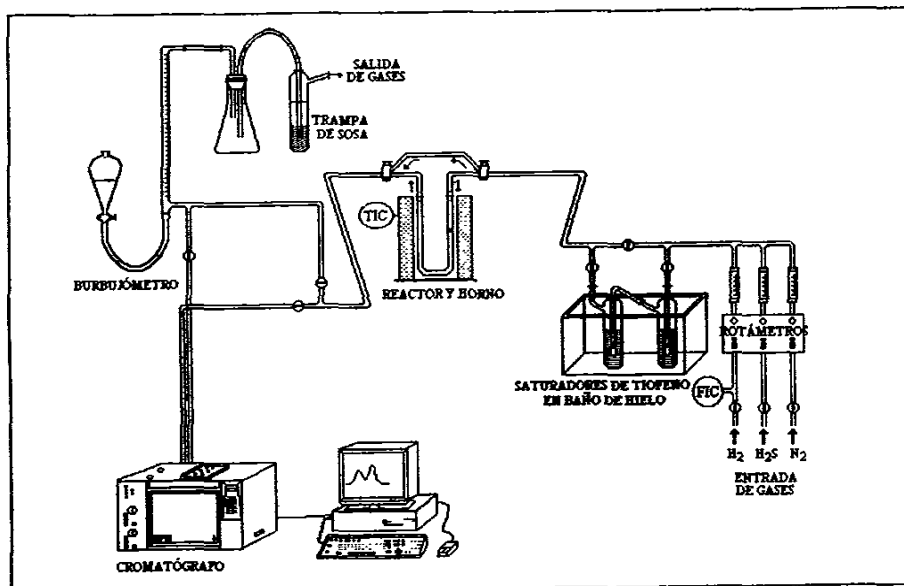 SALIDA
DE GASES
TRAMPA
DE SOSA
TIC
BURBUJÓMETRO
REACTOR Y HORNO
ROTÁMETROS
SATURADORES DE TIOFENO
EN BAÑO DE HIELO
FIC
H2 H2S N2
ENTRADA
DE GASES
CROMATÓGRAFO